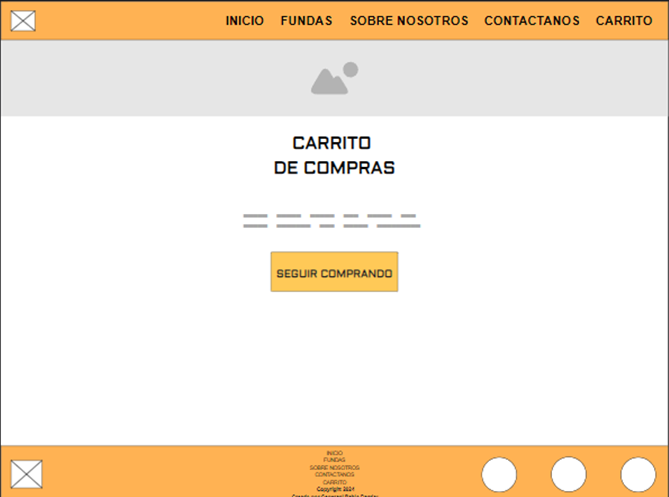 INICIO FUNDAS SOBRE NOSOTROS CONTACTANOS CARRITO
CARRITO
DE COMPRAS
SEGUIR COMPRANDO
INICIO
FUNDAS
SOBRE NOSOTROS
CONTACTANOS
CARRITO
Copyright 2024